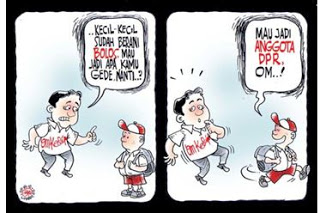 ..KECIL-KECIL
SUDAH BERANI
BOLOS MAU
JADI APA KAMU
GEDE NANTI..?
MAU JADI
ANGGOTA
DPR,
OM..!